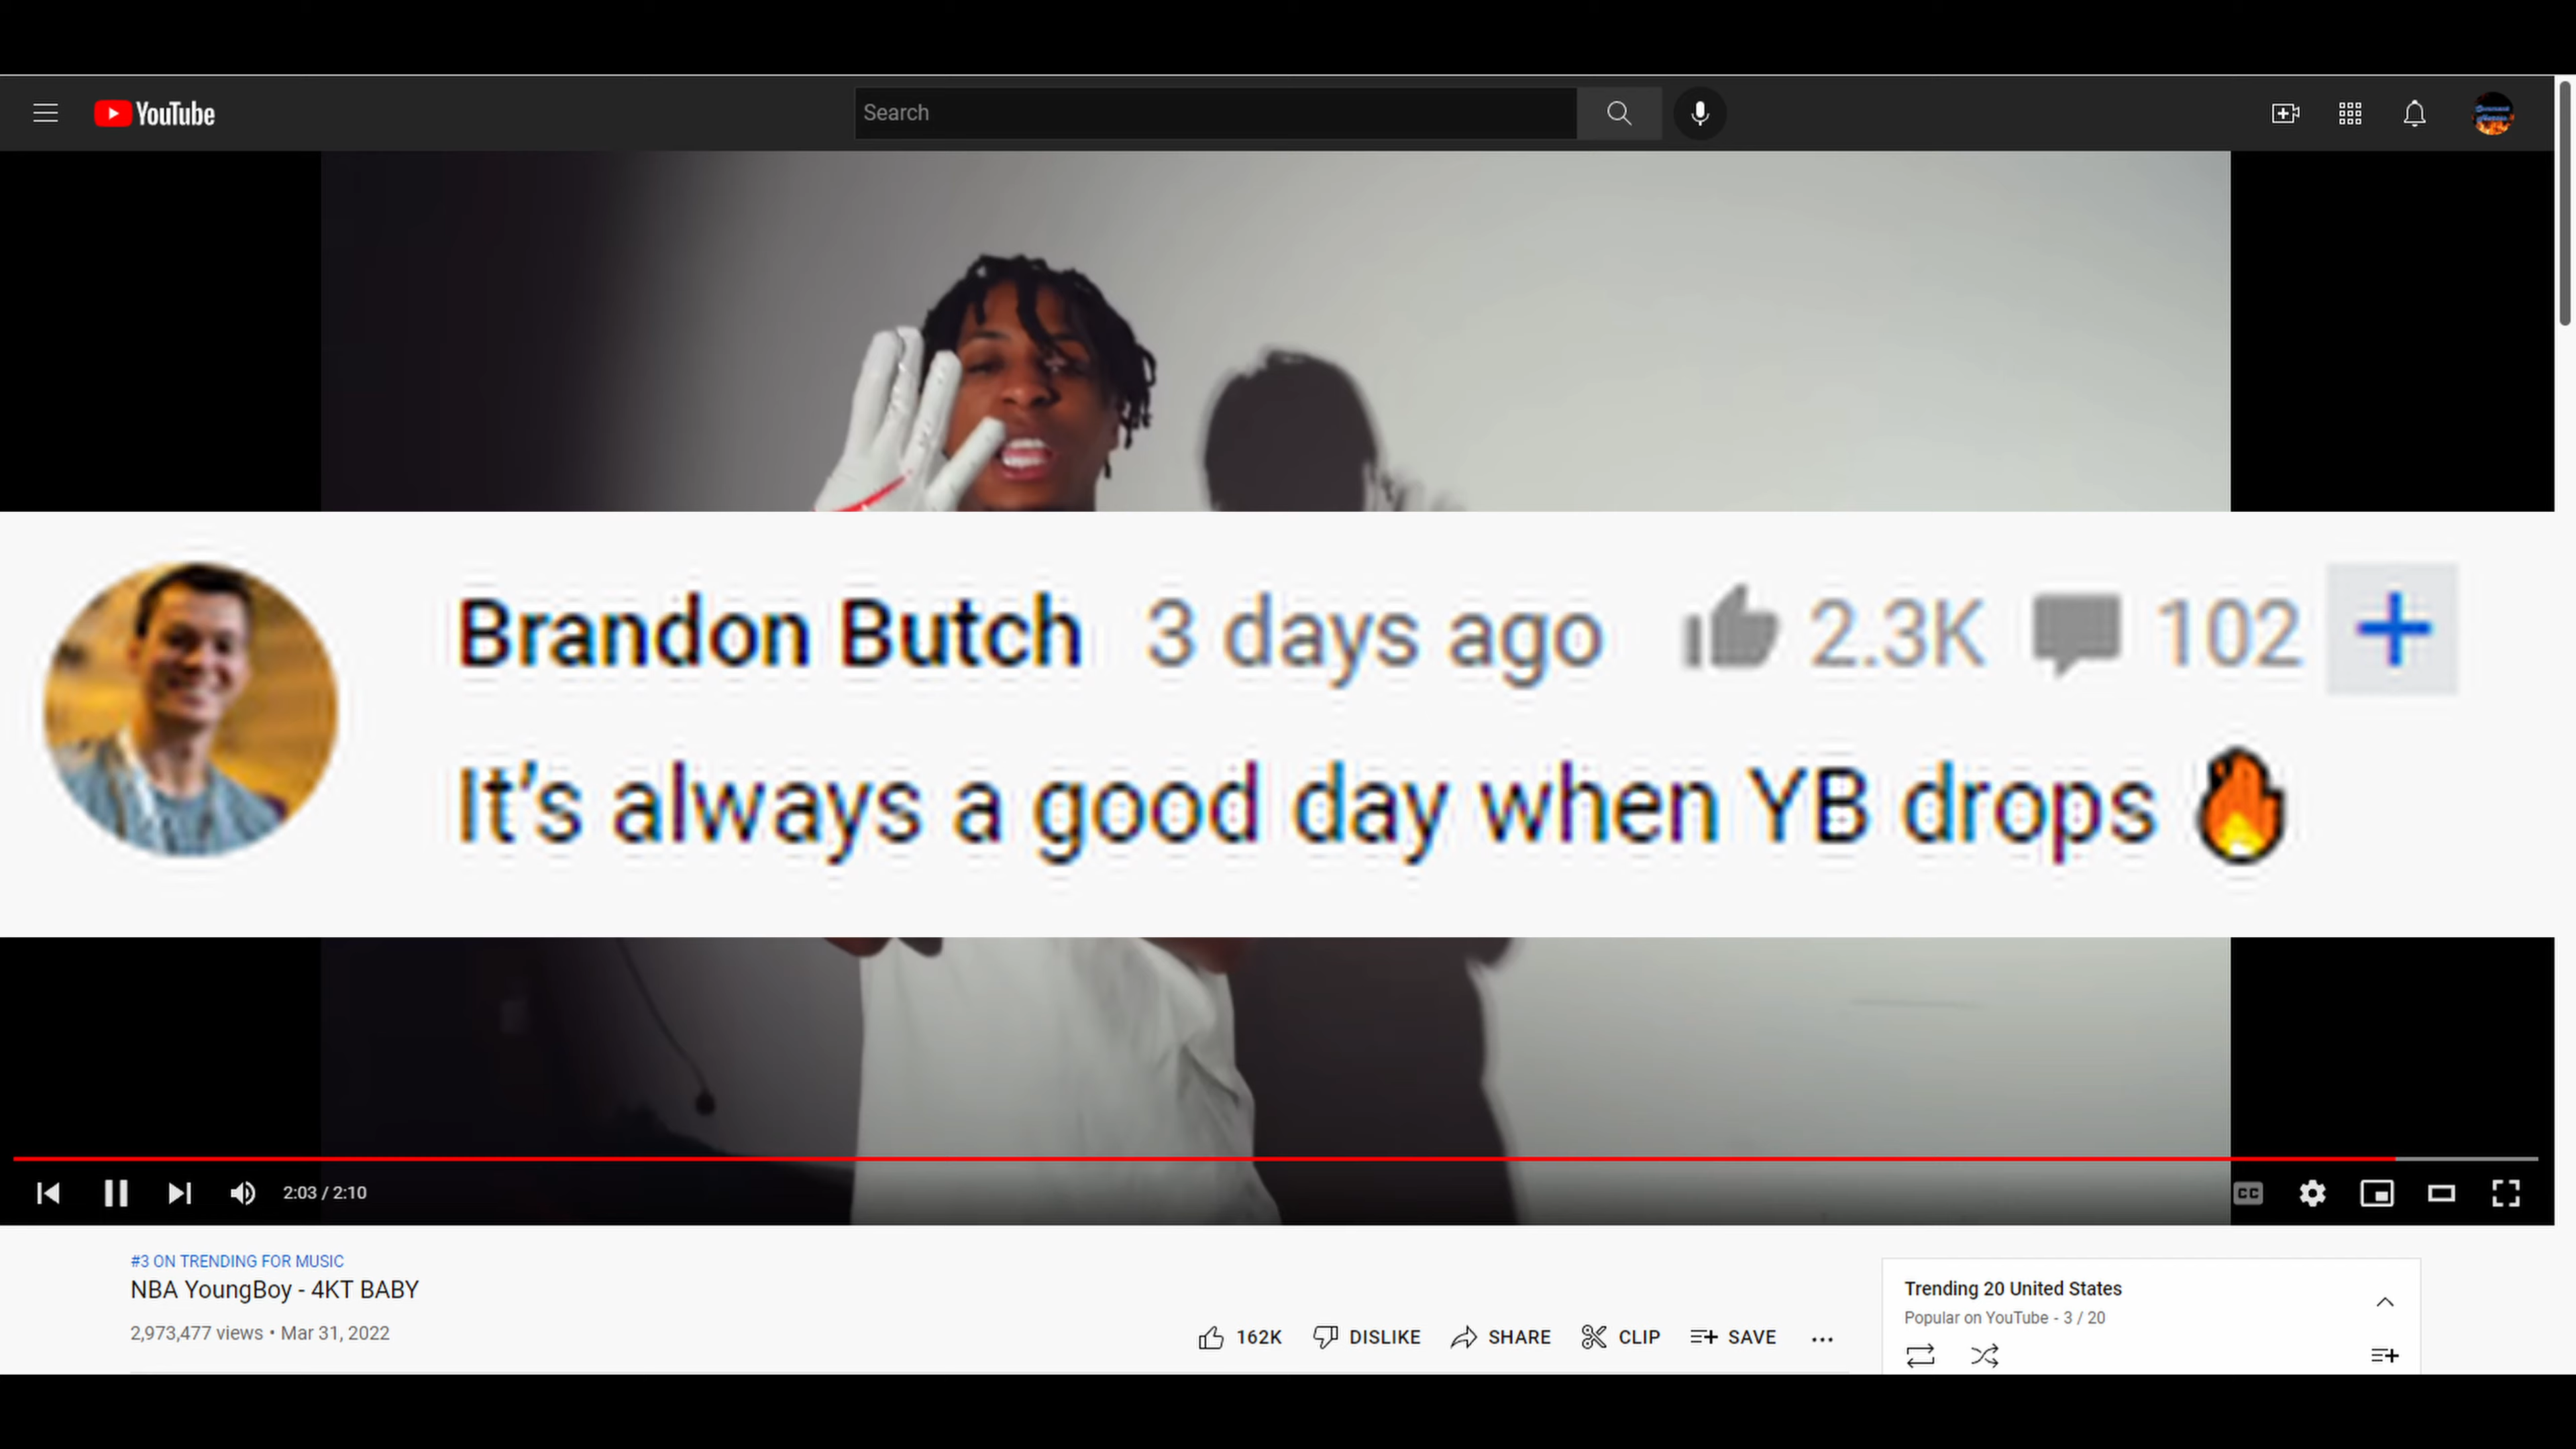 YouTube
Search
Brandon Butch 3 days ago 2.3K 102
It's always a good day when YB drops
2:03 / 2:10
CC
#3 ON TRENDING FOR MUSIC
NBA YoungBoy - 4KT BABY
2,973,477 views • Mar 31, 2022
162K DISLIKE SHARE CLIP SAVE ...
Trending 20 United States
Popular on YouTube - 3 / 20